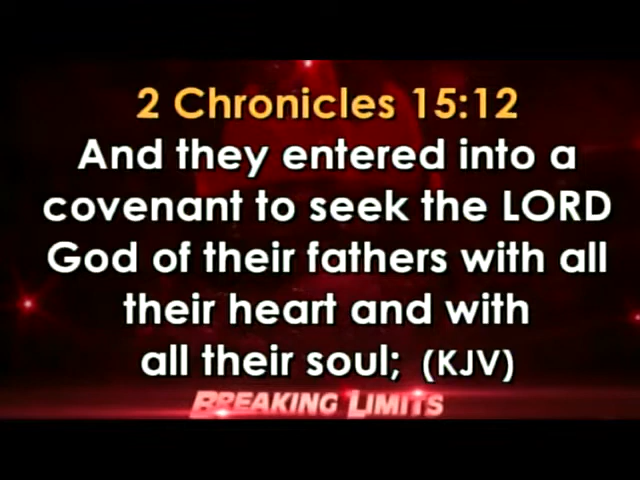 2 Chronicles 15:12
And they entered into a
covenant to seek the LORD
God of their fathers with all
their heart and with
all their soul; (KJV)
BREAKING LIMITS